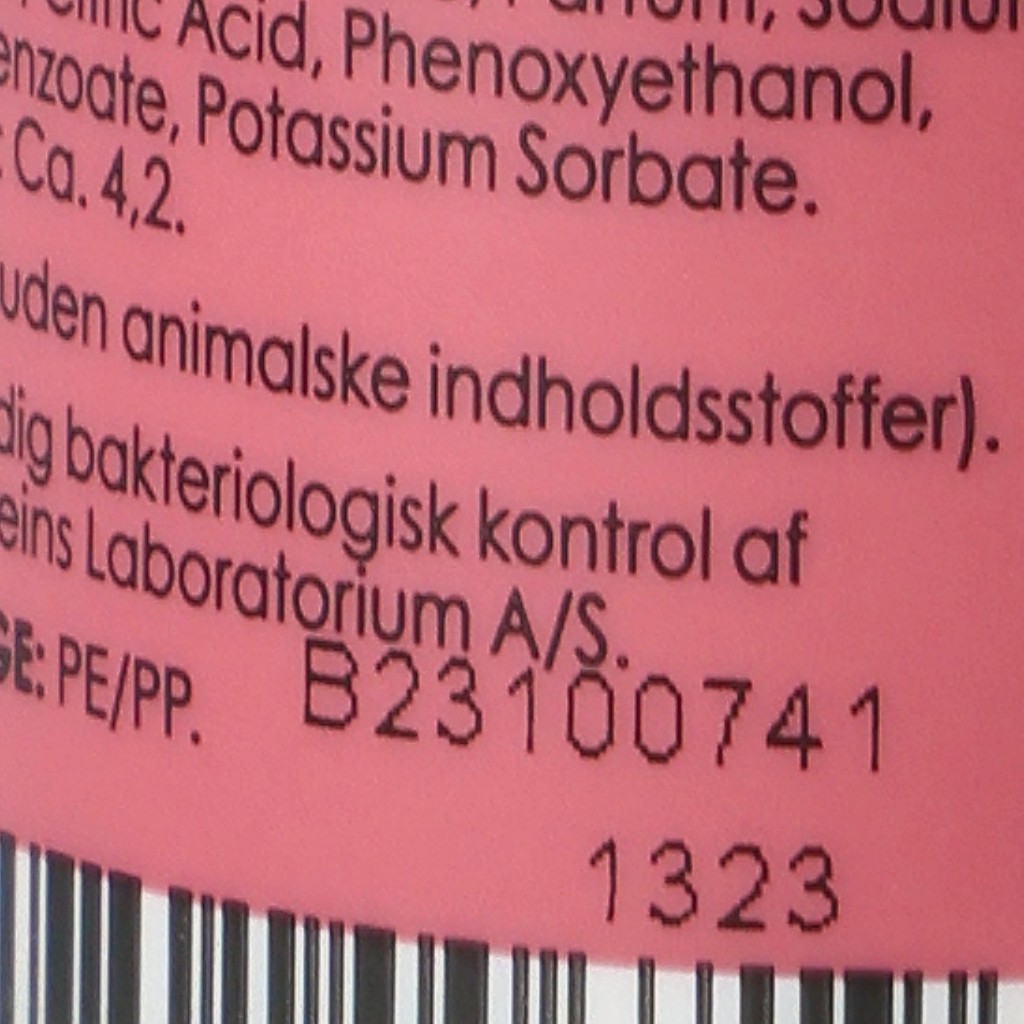 Acid, Phenoxyethanol,
Potassium Sorbate.
Ca. 4,2.
uden animalske indholdsstoffer).
bakteriologisk kontrol af
Laboratorium A/S.
PE/PP. B23100741
1323